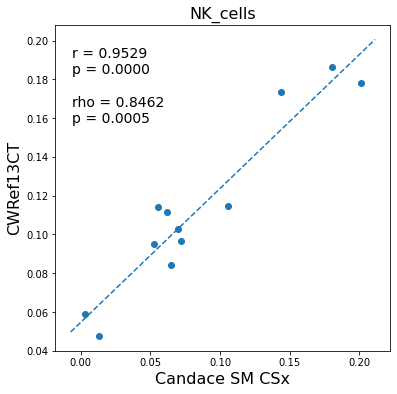 NK_cells
r = 0.9529
p = 0.0000
rho = 0.8462
p = 0.0005
CWRef13CT
0.20
0.18
0.16
0.14
0.12
0.10
0.08
0.06
0.04
0.00 0.05 0.10 0.15 0.20
Candace SM CSx